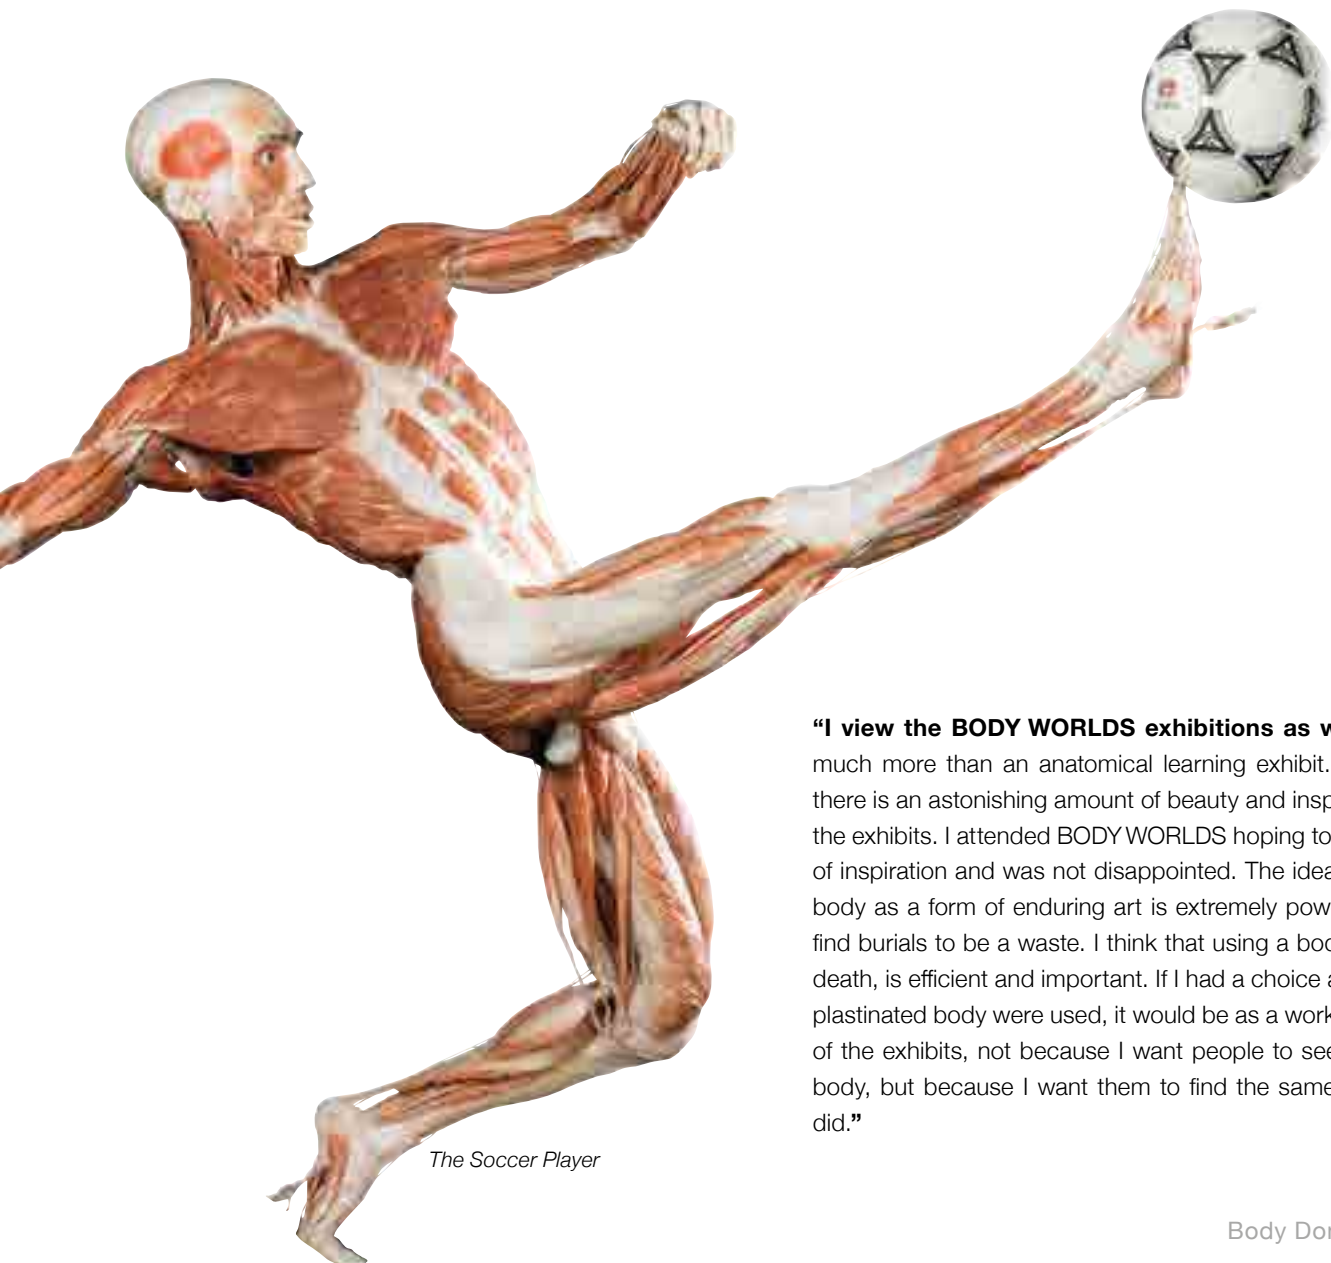 “I view the BODY WORLDS exhibitions as
much more than an anatomical learning exhibit.
there is an astonishing amount of beauty and
the exhibits. I attended BODY WORLDS hoping to
of inspiration and was not disappointed. The idea
body as a form of enduring art is extremely
find burials to be a waste. I think that using a
death, is efficient and important. If I had a choice
plastinated body were used, it would be as a work
of the exhibits, not because I want people to see
body, but because I want them to find the same
did.”
The Soccer Player
Body